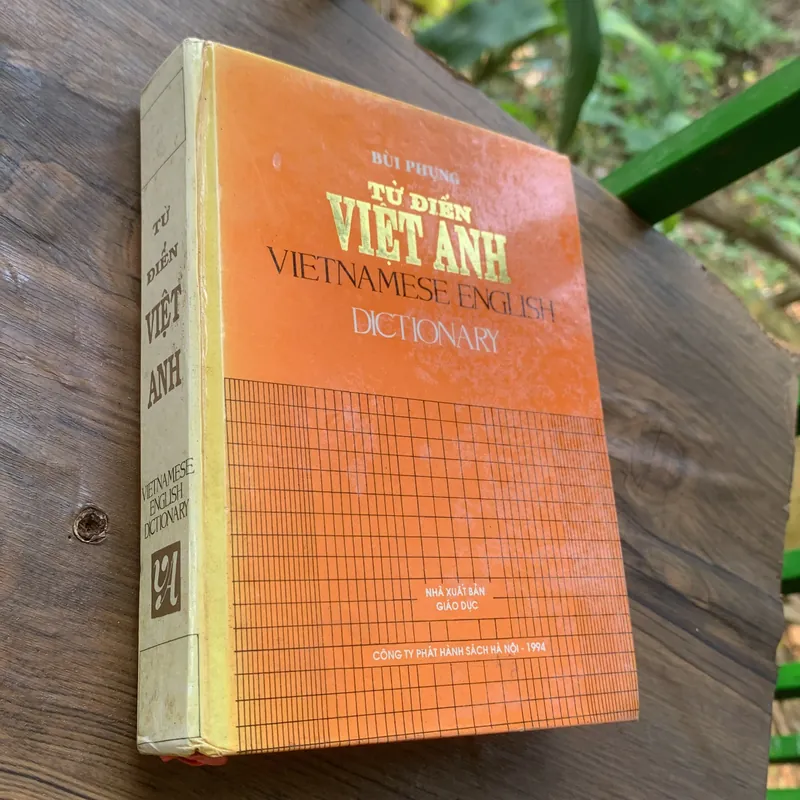 BÙI PHỤNG
TỪ ĐIỂN
VIỆT ANH
VIETNAMESE ENGLISH
DICTIONARY
NHÀ XUẤT BẢN
GIÁO DỤC
CÔNG TY PHÁT HÀNH SÁCH HÀ NỘI - 1994
TỪ
ĐIỂN
VIỆT
ANH
VIETNAMESE
ENGLISH
DICTIONARY
VA